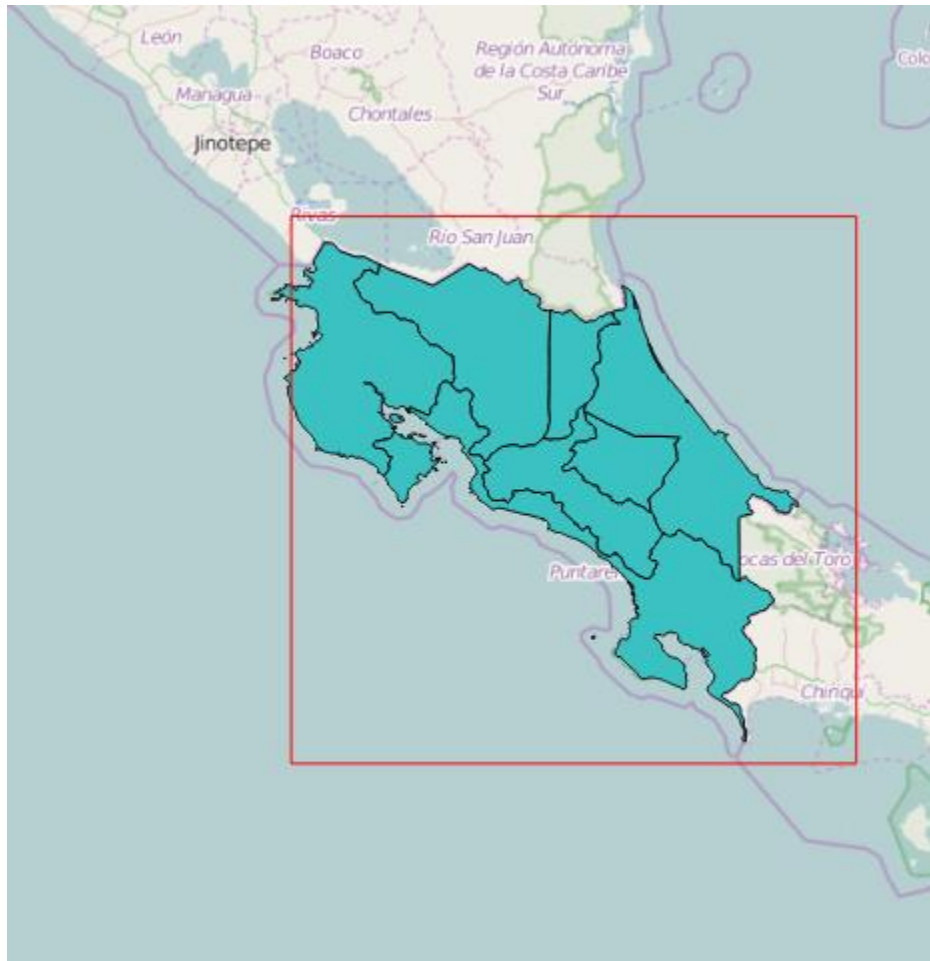 León
Boaco
Región Autónoma
de la Costa Caribe
Sur
Colo
Managua
Chontales
Jinotepe
Rivas
Río San Juan
ocas del Toro
Puntaren
Chiriquí